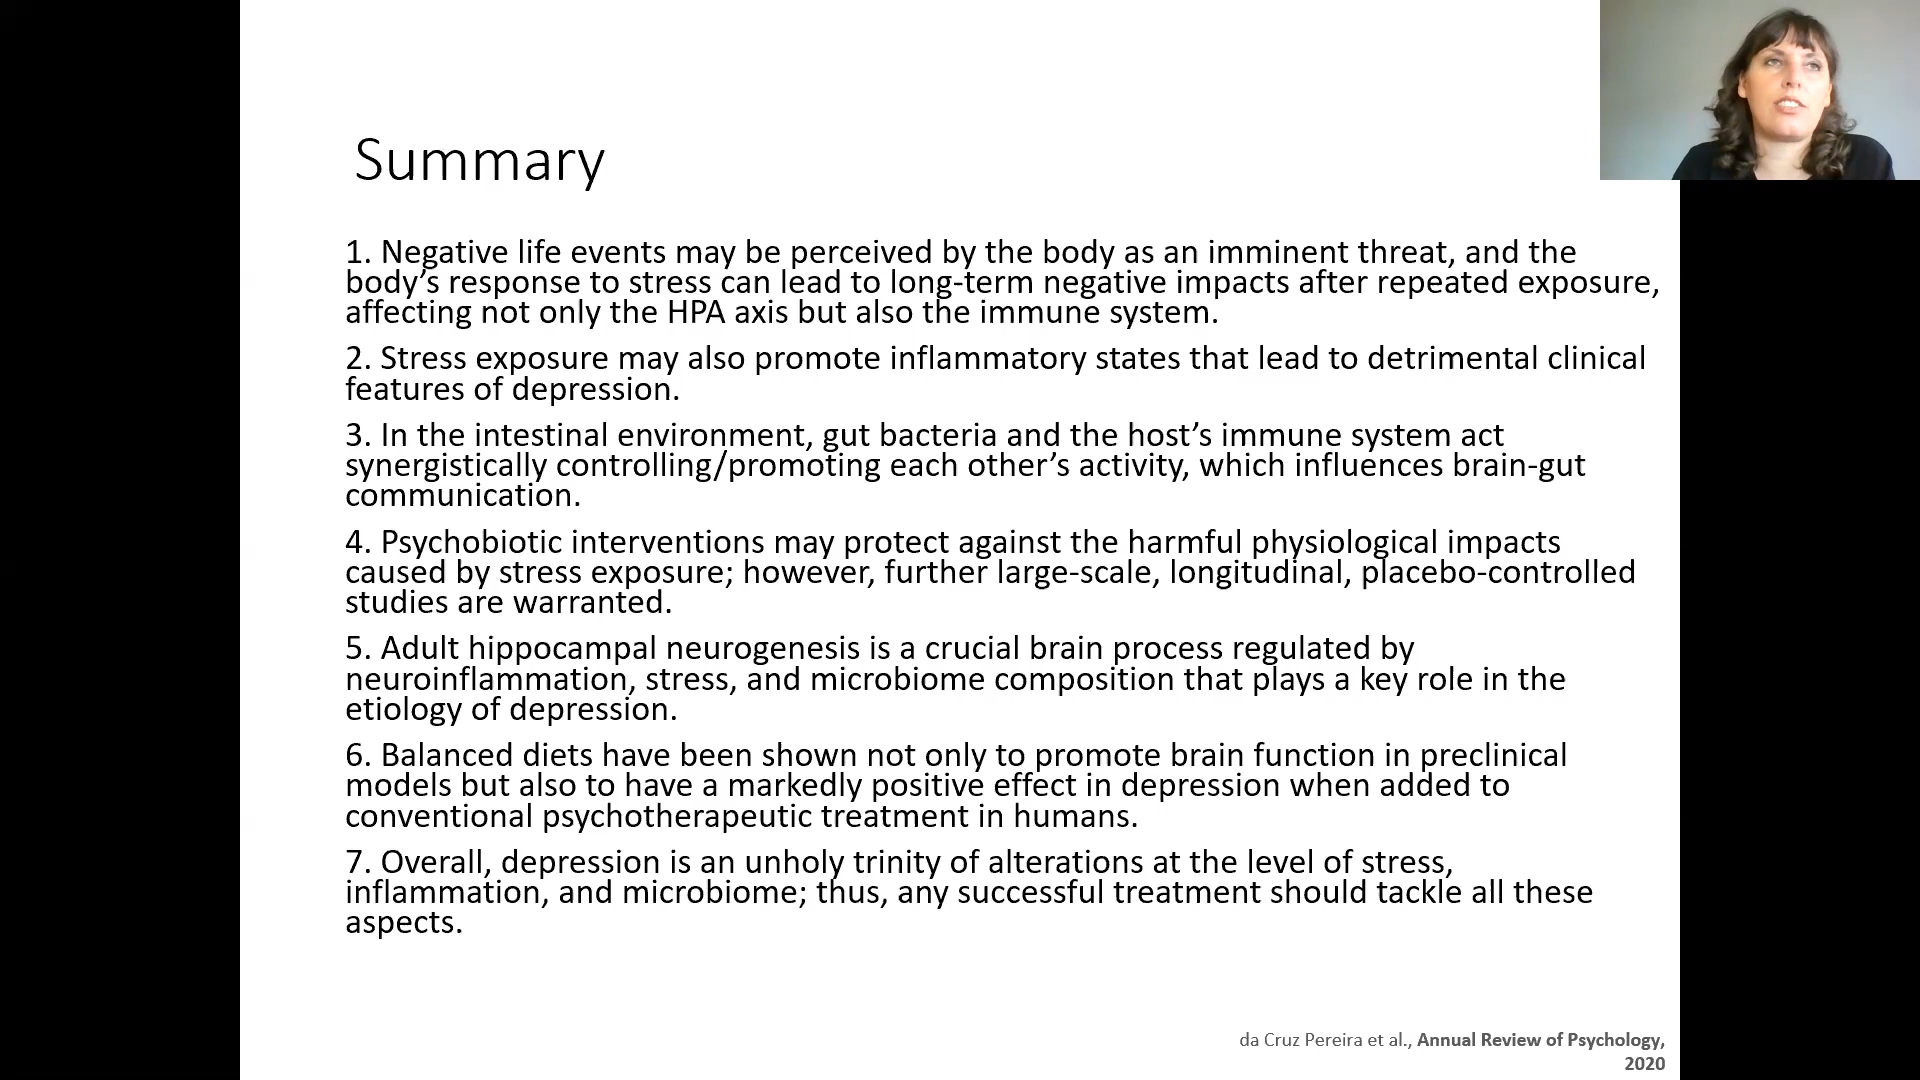 Summary
1. Negative life events may be perceived by the body as an imminent threat, and the
body’s response to stress can lead to long-term negative impacts after repeated exposure,
affecting not only the HPA axis but also the immune system.
2. Stress exposure may also promote inflammatory states that lead to detrimental clinical
features of depression.
3. In the intestinal environment, gut bacteria and the host’s immune system act
synergistically controlling/promoting each other’s activity, which influences brain-gut
communication.
4. Psychobiotic interventions may protect against the harmful physiological impacts
caused by stress exposure; however, further large-scale, longitudinal, placebo-controlled
studies are warranted.
5. Adult hippocampal neurogenesis is a crucial brain process regulated by
neuroinflammation, stress, and microbiome composition that plays a key role in the
etiology of depression.
6. Balanced diets have been shown not only to promote brain function in preclinical
models but also to have a markedly positive effect in depression when added to
conventional psychotherapeutic treatment in humans.
7. Overall, depression is an unholy trinity of alterations at the level of stress,
inflammation, and microbiome; thus, any successful treatment should tackle all these
aspects.
da Cruz Pereira et al., Annual Review of Psychology,
2020